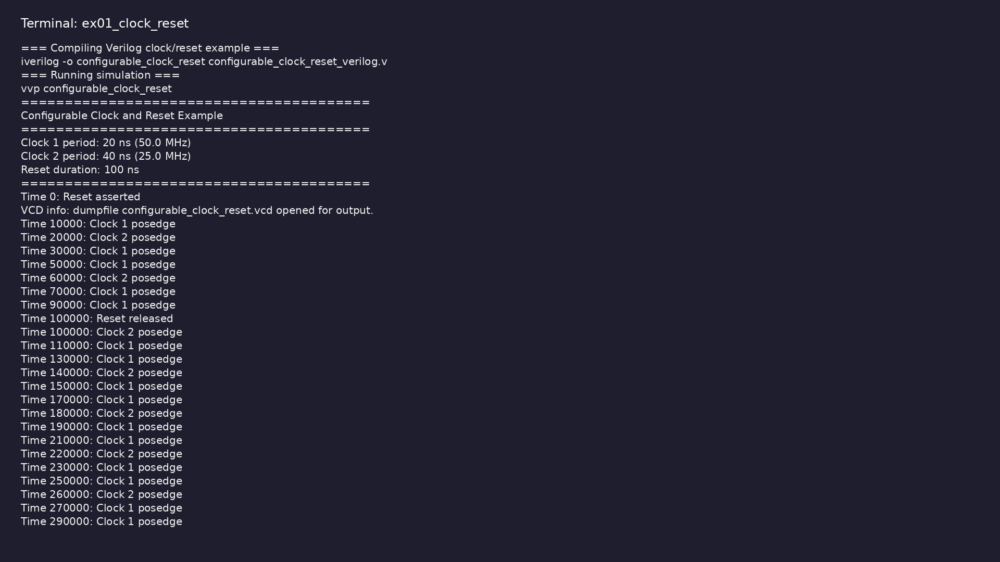 Terminal: ex01_clock_reset
=== Compiling Verilog clock/reset example ===
iverilog -o configurable_clock_reset configurable_clock_reset_verilog.v
=== Running simulation ===
vvp configurable_clock_reset
========================================
Configurable Clock and Reset Example
========================================
Clock 1 period: 20 ns (50.0 MHz)
Clock 2 period: 40 ns (25.0 MHz)
Reset duration: 100 ns
========================================
Time 0: Reset asserted
VCD info: dumpfile configurable_clock_reset.vcd opened for output.
Time 10000: Clock 1 posedge
Time 20000: Clock 2 posedge
Time 30000: Clock 1 posedge
Time 50000: Clock 1 posedge
Time 60000: Clock 2 posedge
Time 70000: Clock 1 posedge
Time 90000: Clock 1 posedge
Time 100000: Reset released
Time 100000: Clock 2 posedge
Time 110000: Clock 1 posedge
Time 130000: Clock 1 posedge
Time 140000: Clock 2 posedge
Time 150000: Clock 1 posedge
Time 170000: Clock 1 posedge
Time 180000: Clock 2 posedge
Time 190000: Clock 1 posedge
Time 210000: Clock 1 posedge
Time 220000: Clock 2 posedge
Time 230000: Clock 1 posedge
Time 250000: Clock 1 posedge
Time 260000: Clock 2 posedge
Time 270000: Clock 1 posedge
Time 290000: Clock 1 posedge